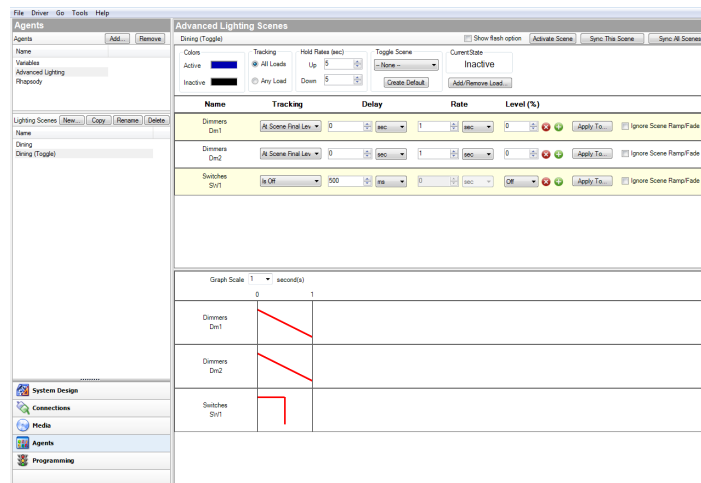 File Driver Go Tools Help
Agents
Agents Add... Remove
Name
Variables
Advanced Lighting
Rhapsody
Lighting Scenes New... Copy Rename Delete
Name
Dining
Dining (Toggle)
System Design
Connections
Media
Agents
Programming
Advanced Lighting Scenes
Dining (Toggle) Show flash option Activate Scene Sync This Scene Sync All Scenes
Colors Tracking Hold Rates (sec) Toggle Scene Current State
Active All Loads Up 5 -- None -- Inactive
Inactive Any Load Down 5 Create Default Add/Remove Load...
Name Tracking Delay Rate Level (%)
Dimmers
Dm1 At Scene Final Lev 0 sec 1 sec 0 Apply To... Ignore Scene Ramp/Fade
Dimmers
Dm2 At Scene Final Lev 0 sec 1 sec 0 Apply To... Ignore Scene Ramp/Fade
Switches
SW1 Is Off 500 ms 0 sec Off Apply To... Ignore Scene Ramp/Fade
Graph Scale 1 second(s)
0 1
Dimmers
Dm1
Dimmers
Dm2
Switches
SW1